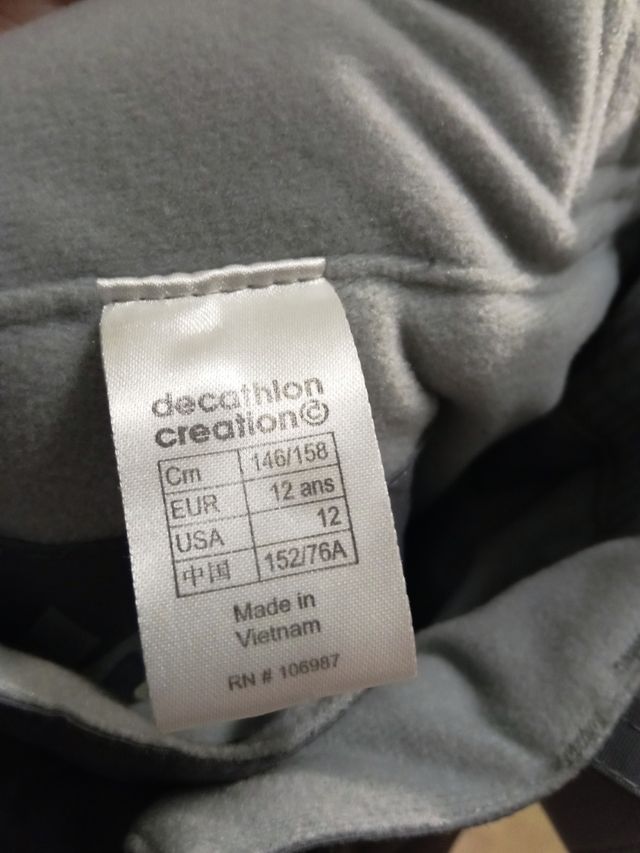 decathlon
creation
Cm 146/158
EUR 12 ans
USA 12
中国 152/76A
Made in
Vietnam
RN # 106987